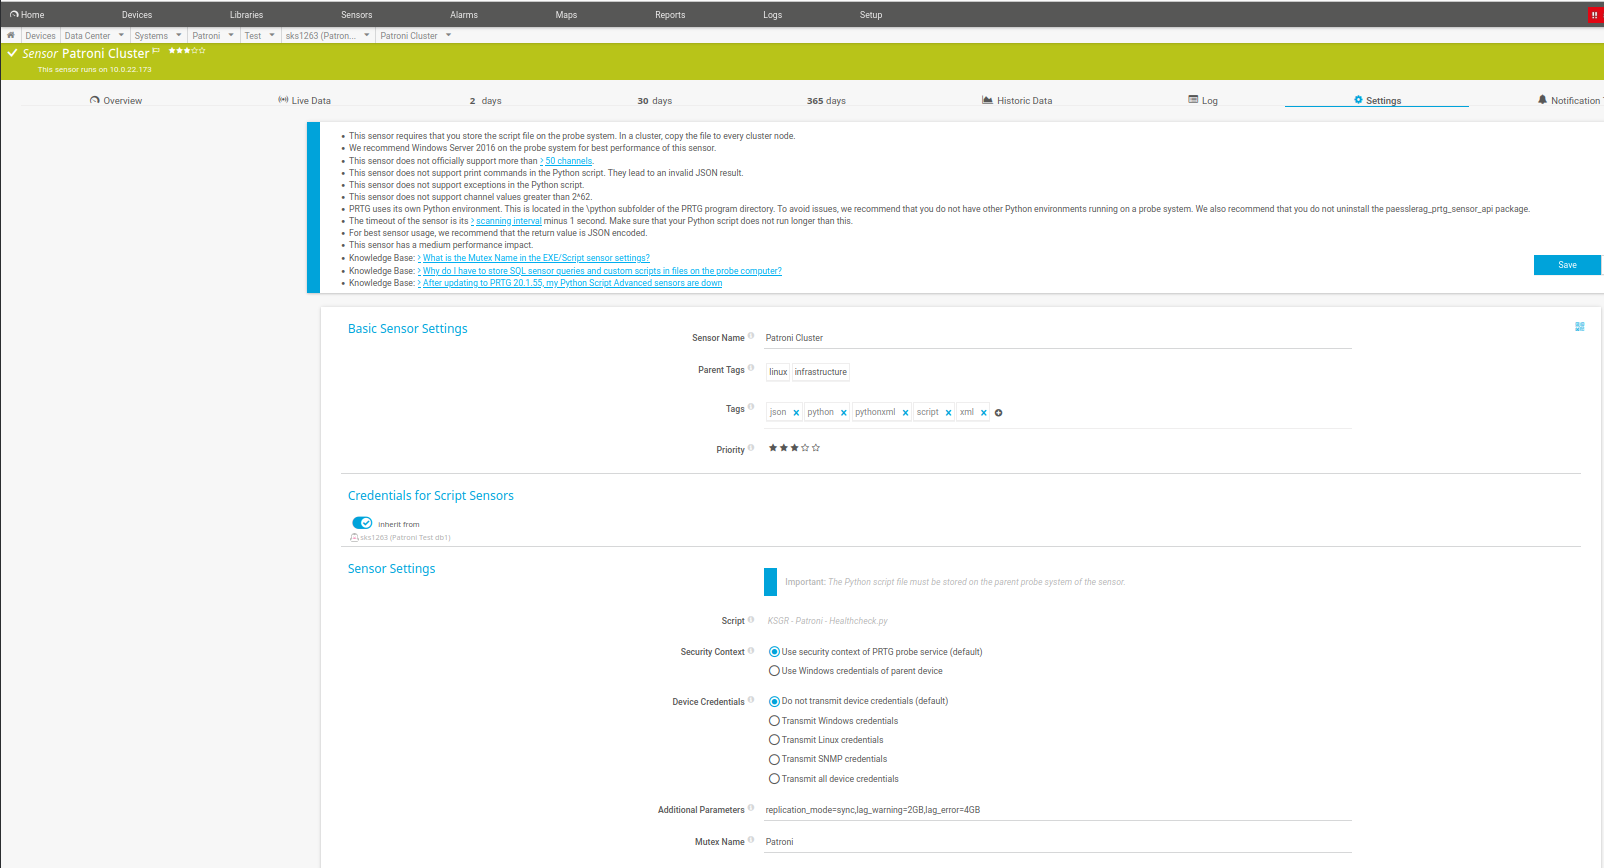 Home Devices Libraries Sensors Alarms Maps Reports Logs Setup !!
Devices Data Center Systems Patroni Test sks1263 (Patron... Patroni Cluster
Sensor Patroni Cluster
This sensor runs on 10.0.22.173
Overview Live Data 2 days 30 days 365 days Historic Data Log Settings Notification
• This sensor requires that you store the script file on the probe system. In a cluster, copy the file to every cluster node.
• We recommend Windows Server 2016 on the probe system for best performance of this sensor.
• This sensor does not officially support more than 50 channels.
• This sensor does not support print commands in the Python script. They lead to an invalid JSON result.
• This sensor does not support exceptions in the Python script.
• This sensor does not support channel values greater than 2^62.
• PRTG uses its own Python environment. This is located in the \python subfolder of the PRTG program directory. To avoid issues, we recommend that you do not have other Python environments running on a probe system. We also recommend that you do not uninstall the paesslerag_prtg_sensor_api package.
• The timeout of the sensor is its scanning interval minus 1 second. Make sure that your Python script does not run longer than this.
• For best sensor usage, we recommend that the return value is JSON encoded.
• This sensor has a medium performance impact.
• Knowledge Base: What is the Mutex Name in the EXE/Script sensor settings?
• Knowledge Base: Why do I have to store SQL sensor queries and custom scripts in files on the probe computer?
• Knowledge Base: After updating to PRTG 20.1.55, my Python Script Advanced sensors are down
Save
Basic Sensor Settings
Sensor Name Patroni Cluster
Parent Tags linux infrastructure
Tags json python pythonxml script xml
Priority
Credentials for Script Sensors
inherit from
sks1263 (Patroni Test db1)
Sensor Settings
Important: The Python script file must be stored on the parent probe system of the sensor.
Script KSGR - Patroni - Healthcheck.py
Security Context Use security context of PRTG probe service (default)
Use Windows credentials of parent device
Device Credentials Do not transmit device credentials (default)
Transmit Windows credentials
Transmit Linux credentials
Transmit SNMP credentials
Transmit all device credentials
Additional Parameters replication_mode=sync,lag_warning=2GB,lag_error=4GB
Mutex Name Patroni